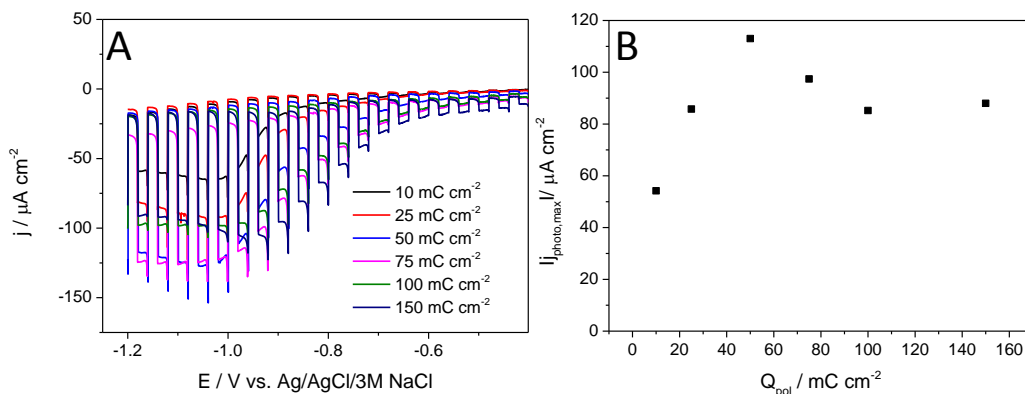 A
50
0
-50
-100
-150
j / μA cm⁻²
-1.2
-1.0
-0.8
-0.6
E / V vs. Ag/AgCl/3M NaCl
10 mC cm⁻²
25 mC cm⁻²
50 mC cm⁻²
75 mC cm⁻²
100 mC cm⁻²
150 mC cm⁻²
B
120
100
80
60
40
20
0
Ij_photo,maxI/ μA cm⁻²
0 20 40 60 80 100 120 140 160
Q_pol / mC cm⁻²